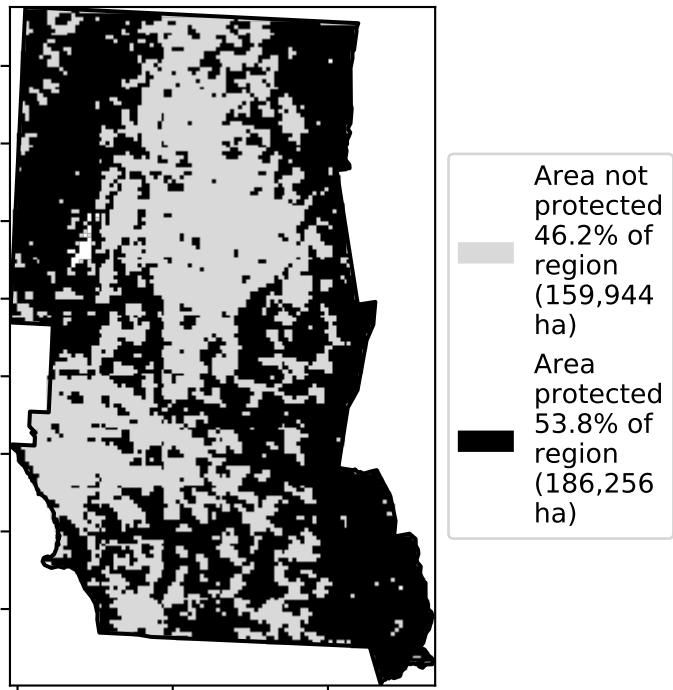 Area not
protected
46.2% of
region
(159,944
ha)
Area
protected
53.8% of
region
(186,256
ha)